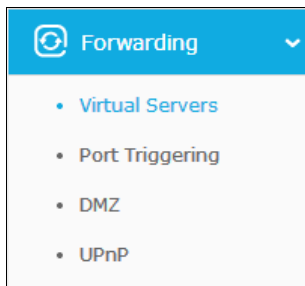 Forwarding
Virtual Servers
Port Triggering
DMZ
UPnP